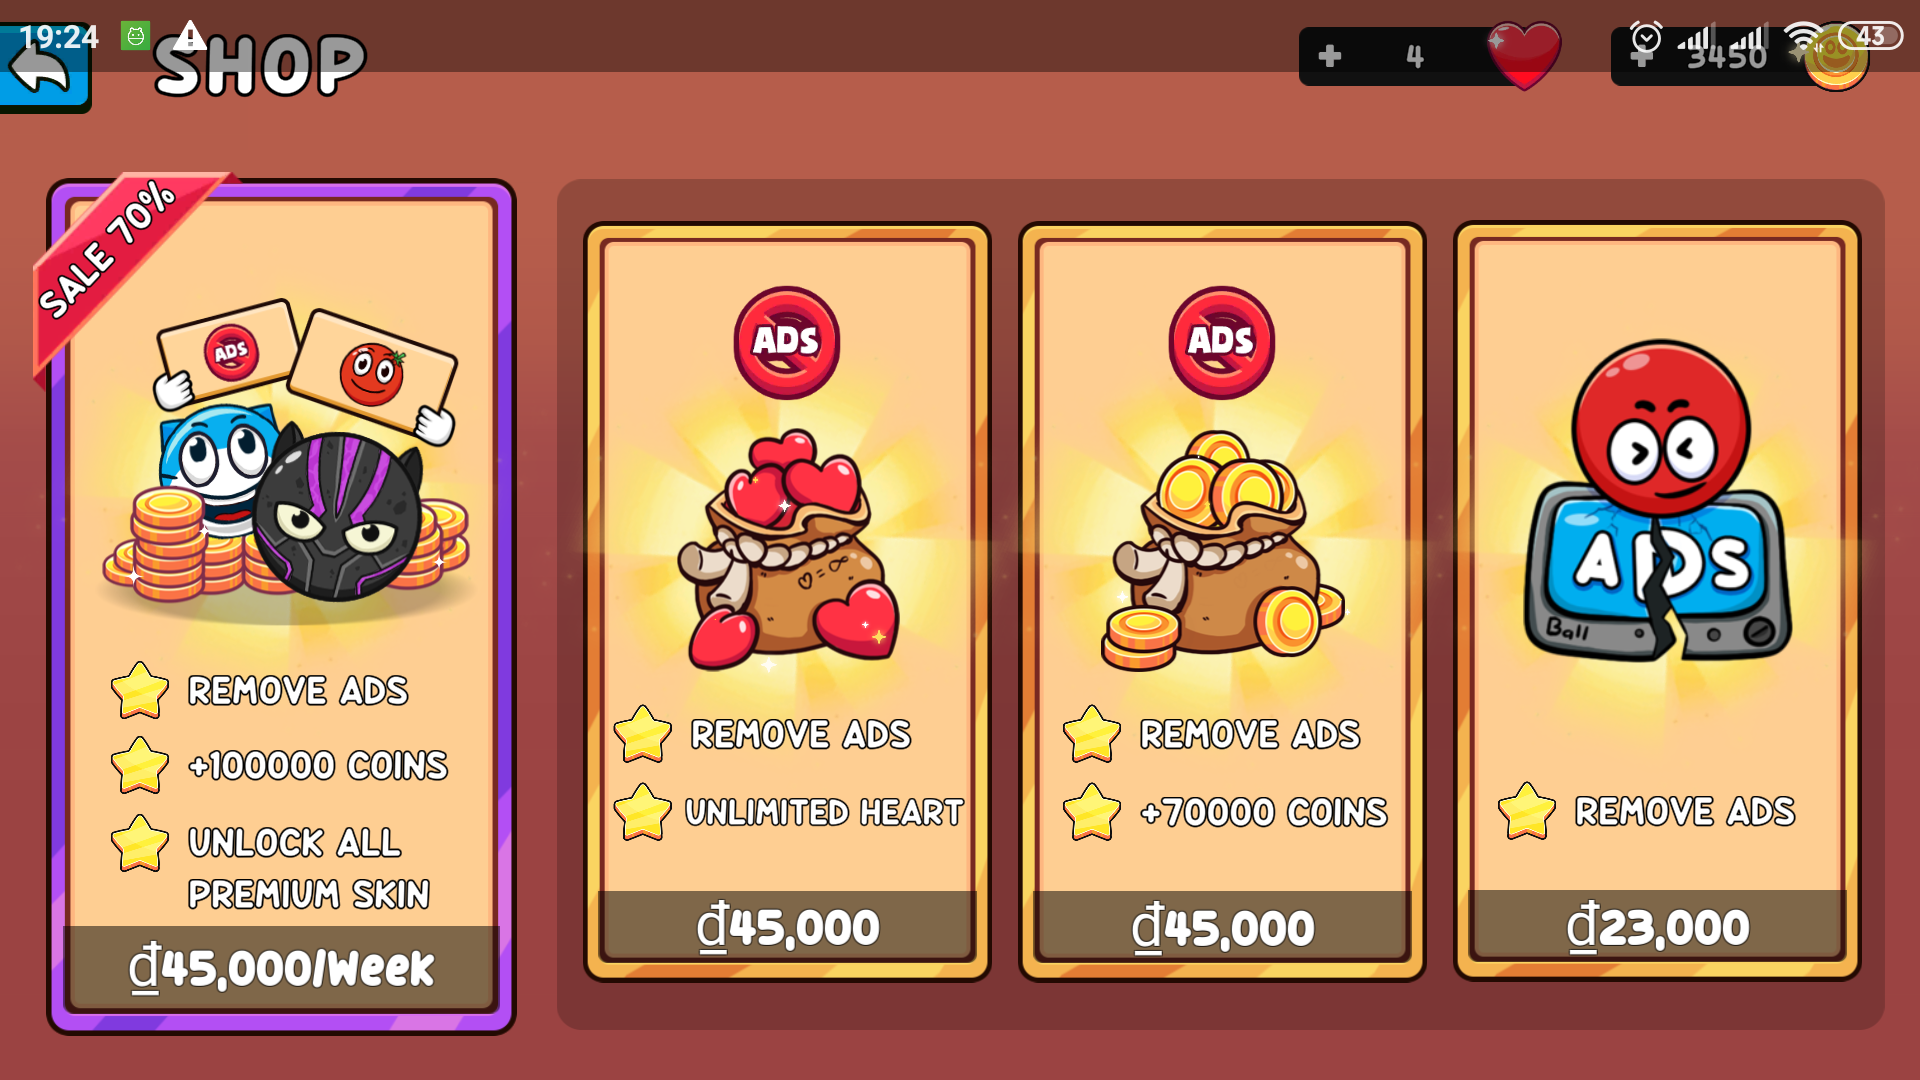 19:24
43
SHOP
4
3450
SALE 70%
ADS
REMOVE ADS
+100000 COINS
UNLOCK ALL
PREMIUM SKIN
₫45,000/Week
ADS
REMOVE ADS
UNLIMITED HEART
₫45,000
ADS
REMOVE ADS
+70000 COINS
₫45,000
ADS
Ball
REMOVE ADS
₫23,000